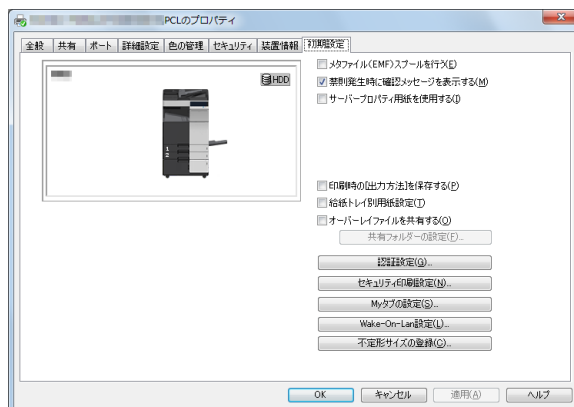 PCLのプロパティ
全般 共有 ポート 詳細設定 色の管理 セキュリティ 装置情報 初期設定
HDD
メタファイル(EMF)スプールを行う(E)
禁則発生時に確認メッセージを表示する(M)
サーバープロパティ用紙を使用する(I)
印刷時の[出力方法]を保存する(P)
給紙トレイ別用紙設定(T)
オーバーレイファイルを共有する(O)
共有フォルダーの設定(F)...
認証設定(G)...
セキュリティ印刷設定(N)...
Myタブの設定(S)...
Wake-On-Lan設定(L)...
不定形サイズの登録(C)...
OK キャンセル 適用(A) ヘルプ